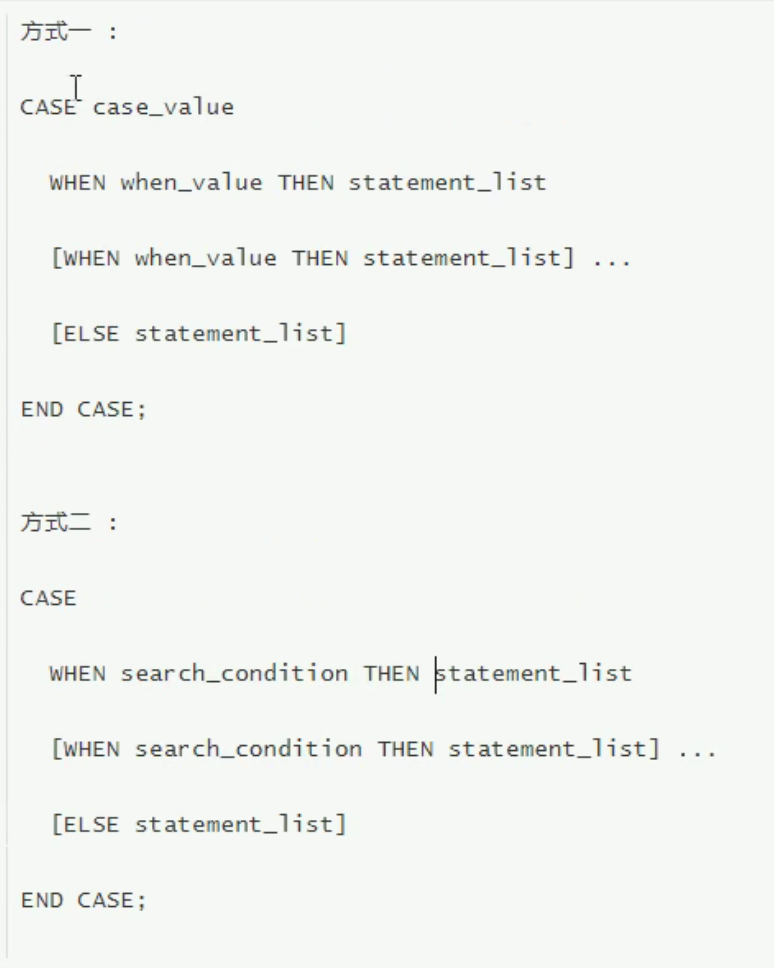 方式一 :
CASE case_value
WHEN when_value THEN statement_list
[WHEN when_value THEN statement_list] ...
[ELSE statement_list]
END CASE;
方式二 :
CASE
WHEN search_condition THEN statement_list
[WHEN search_condition THEN statement_list] ...
[ELSE statement_list]
END CASE;